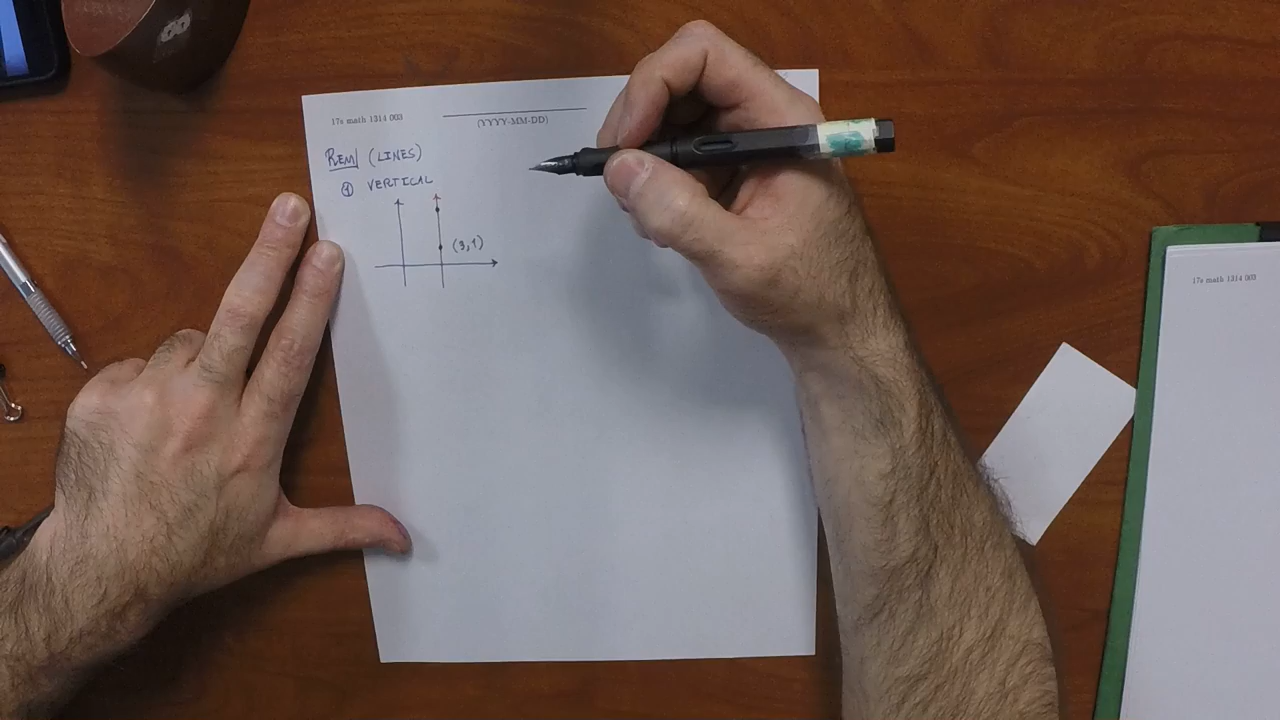 17s math 1314 003
(YYYY-MM-DD)
REM (LINES)
① VERTICAL
(3,1)
17s math 1314 003